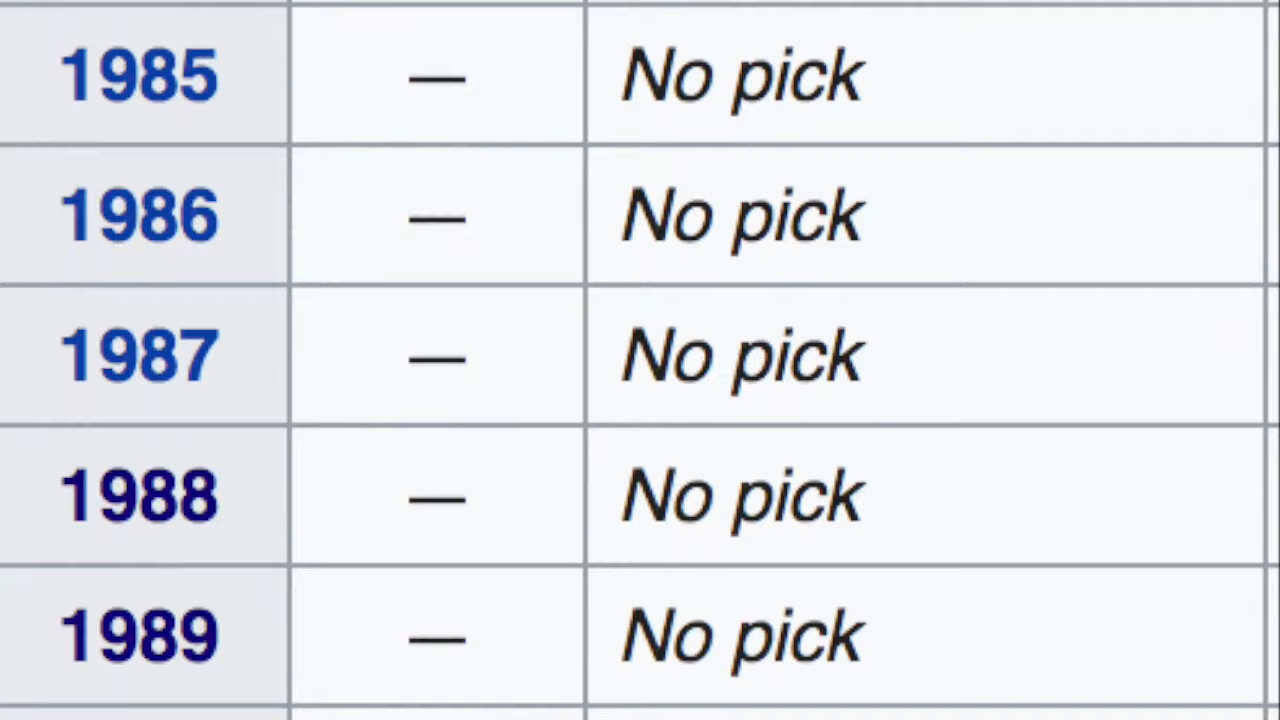 1985 — No pick
1986 — No pick
1987 — No pick
1988 — No pick
1989 — No pick